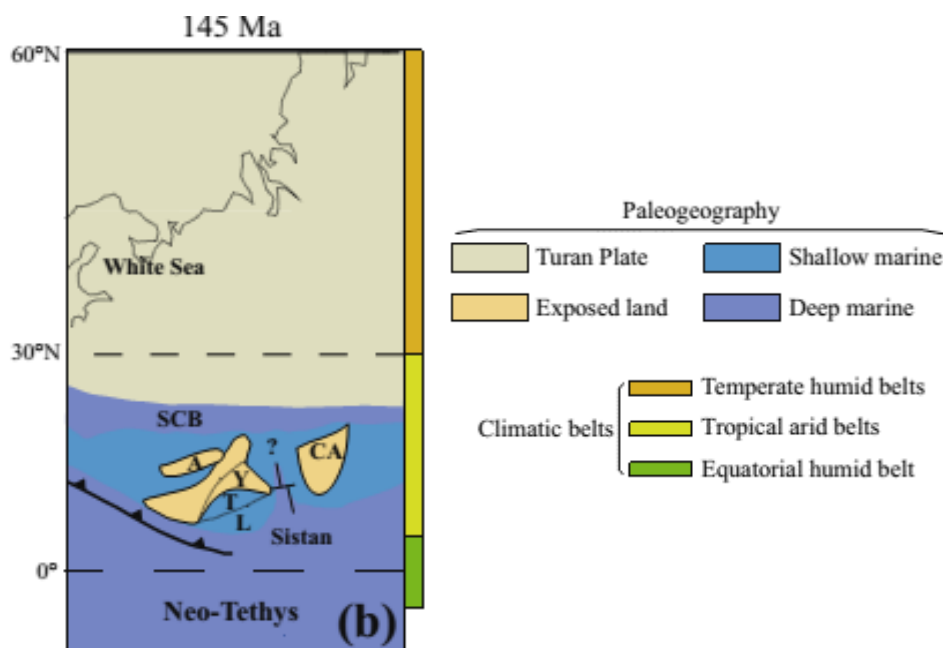 145 Ma
60°N
White Sea
30°N
SCB
?
A
CA
Y
T
L
Sistan
0°
Neo-Tethys
(b)
Paleogeography
Turan Plate
Shallow marine
Exposed land
Deep marine
Climatic belts
Temperate humid belts
Tropical arid belts
Equatorial humid belt